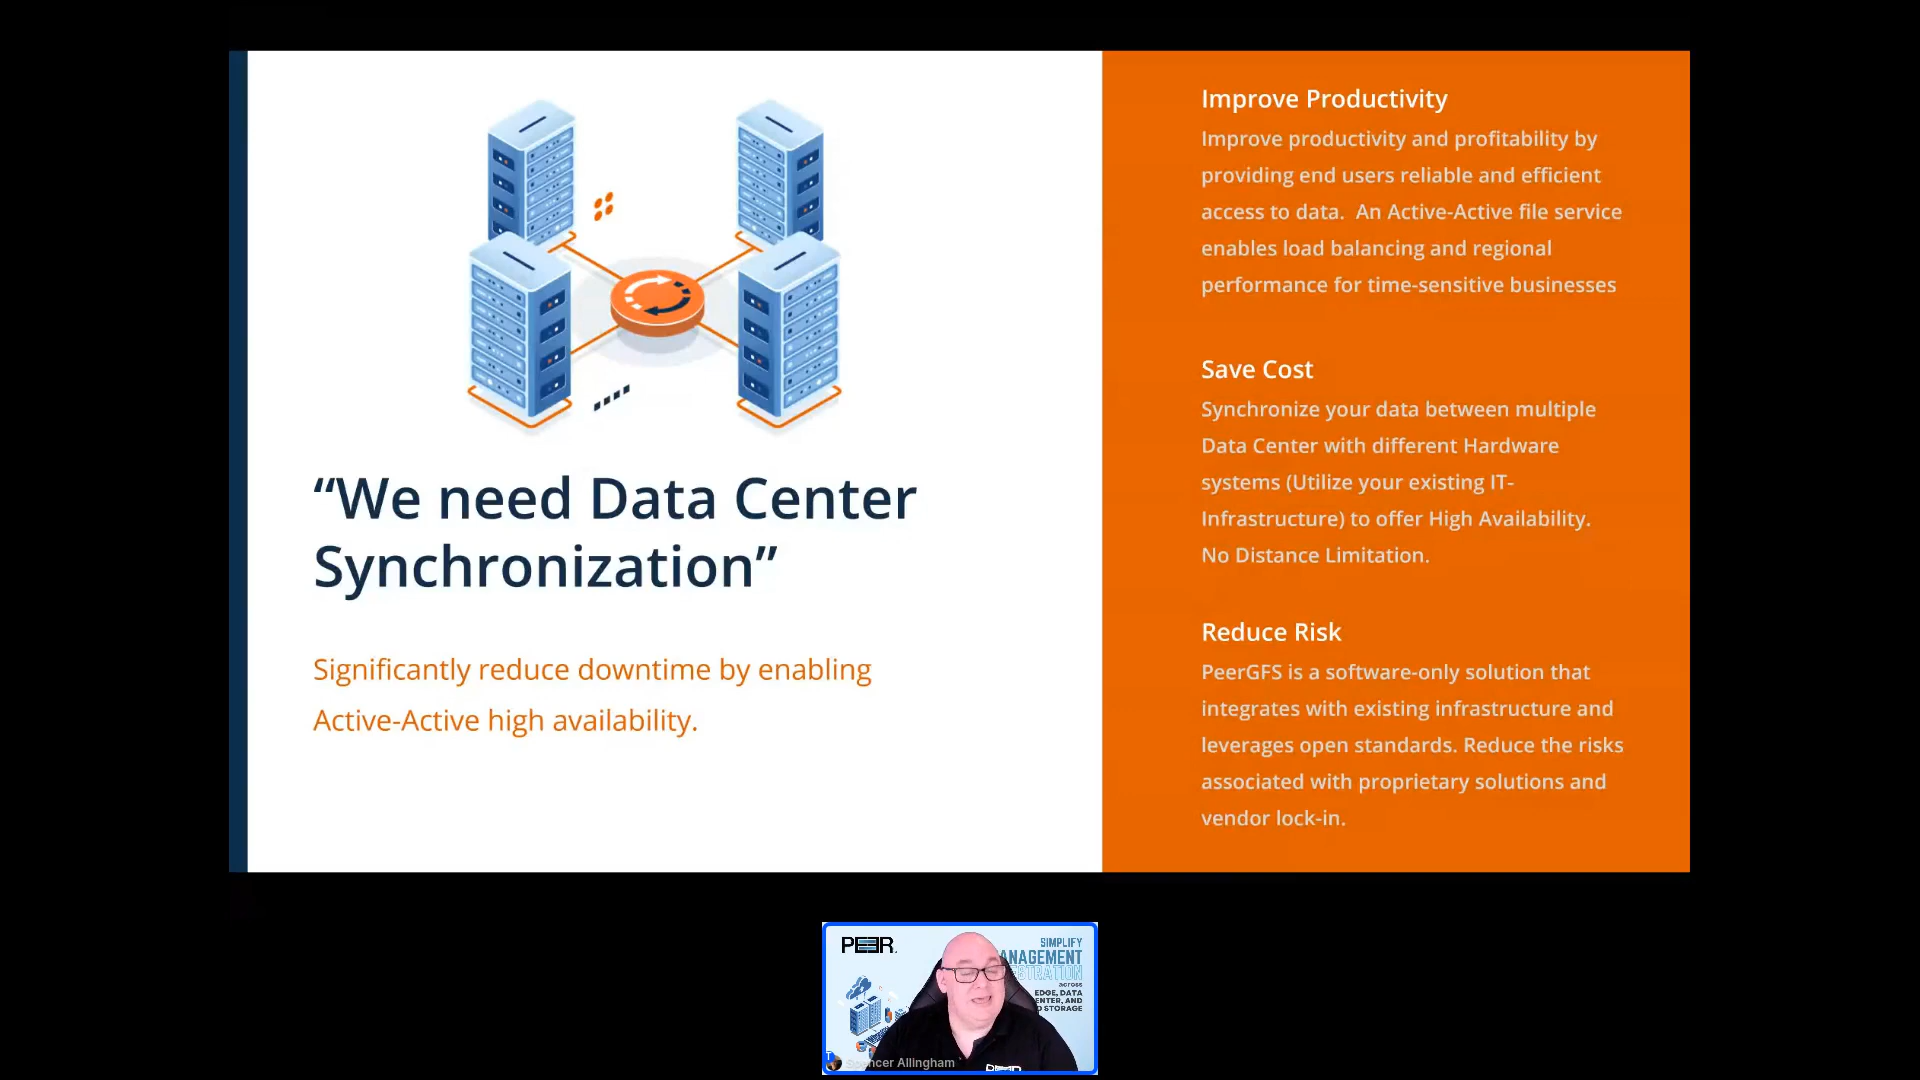 “We need Data Center
Synchronization”
Significantly reduce downtime by enabling
Active-Active high availability.
Improve Productivity
Improve productivity and profitability by
providing end users reliable and efficient
access to data.  An Active-Active file service
enables load balancing and regional
performance for time-sensitive businesses
Save Cost
Synchronize your data between multiple
Data Center with different Hardware
systems (Utilize your existing IT-
Infrastructure) to offer High Availability.
No Distance Limitation.
Reduce Risk
PeerGFS is a software-only solution that
integrates with existing infrastructure and
leverages open standards. Reduce the risks
associated with proprietary solutions and
vendor lock-in.
PEER
SIMPLIFY
ANAGEMENT
ESTRATION
across
EDGE, DATA
ENTER, AND
D STORAGE
Spencer Allingham